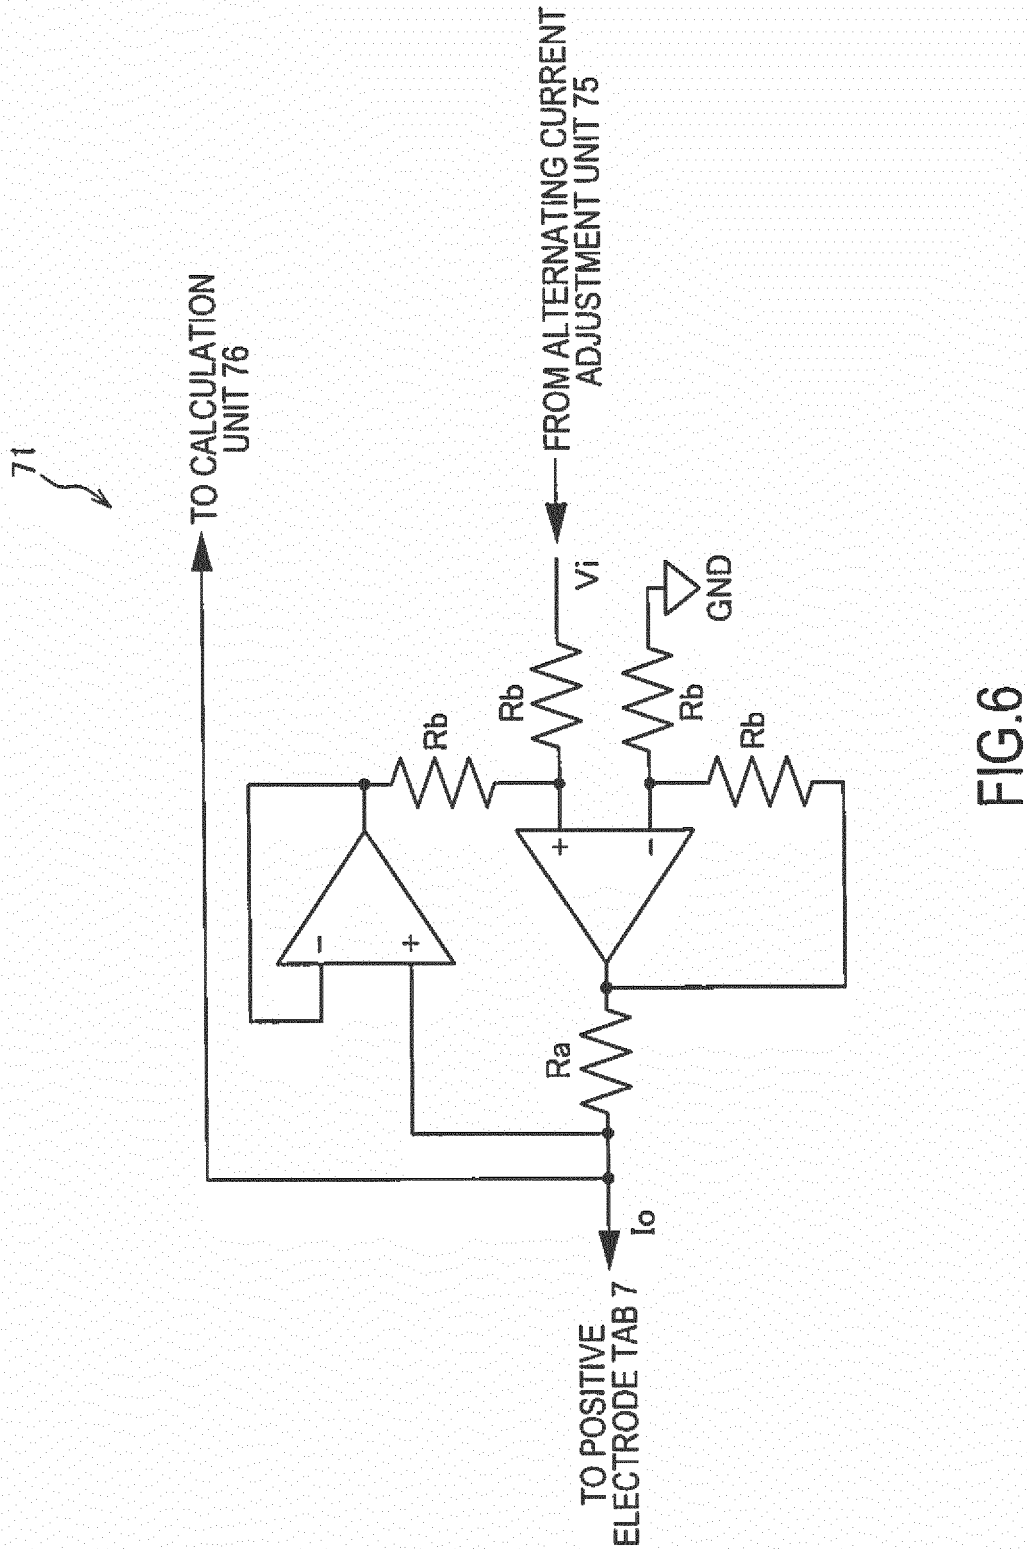 71
TO CALCULATION
UNIT 76
FROM ALTERNATING CURRENT
ADJUSTMENT UNIT 75
Vi
GND
Rb
Rb
Rb
Rb
-
+
+
-
Ra
Io
TO POSITIVE
ELECTRODE TAB 7
FIG.6